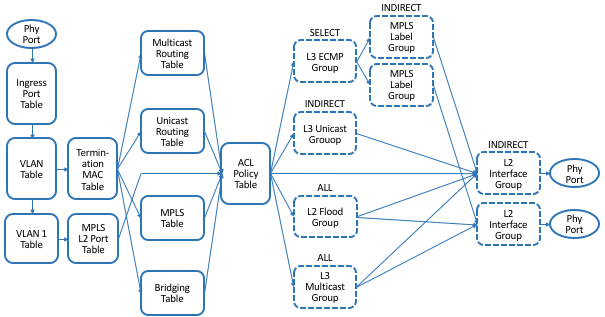 Phy
Port
Ingress
Port
Table
VLAN
Table
VLAN 1
Table
Termin-
ation
MAC
Table
MPLS
L2 Port
Table
Multicast
Routing
Table
Unicast
Routing
Table
MPLS
Table
Bridging
Table
ACL
Policy
Table
SELECT
L3 ECMP
Group
INDIRECT
L3 Unicast
Grouop
ALL
L2 Flood
Group
ALL
L3
Multicast
Group
INDIRECT
MPLS
Label
Group
MPLS
Label
Group
INDIRECT
L2
Interface
Group
L2
Interface
Group
Phy
Port
Phy
Port